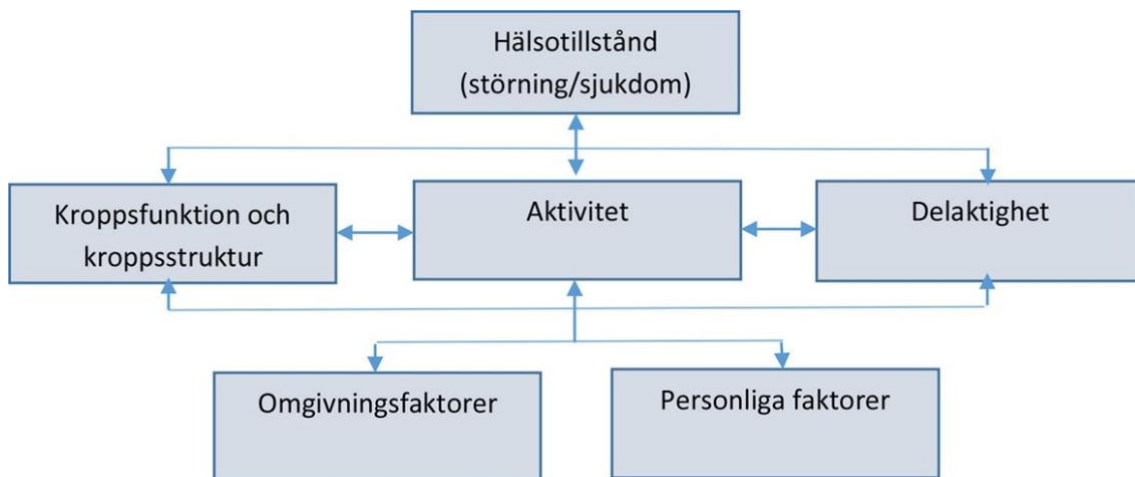 Hälsotillstånd
(störning/sjukdom)
Kroppsfunktion och
kroppsstruktur
Aktivitet
Delaktighet
Omgivningsfaktorer
Personliga faktorer